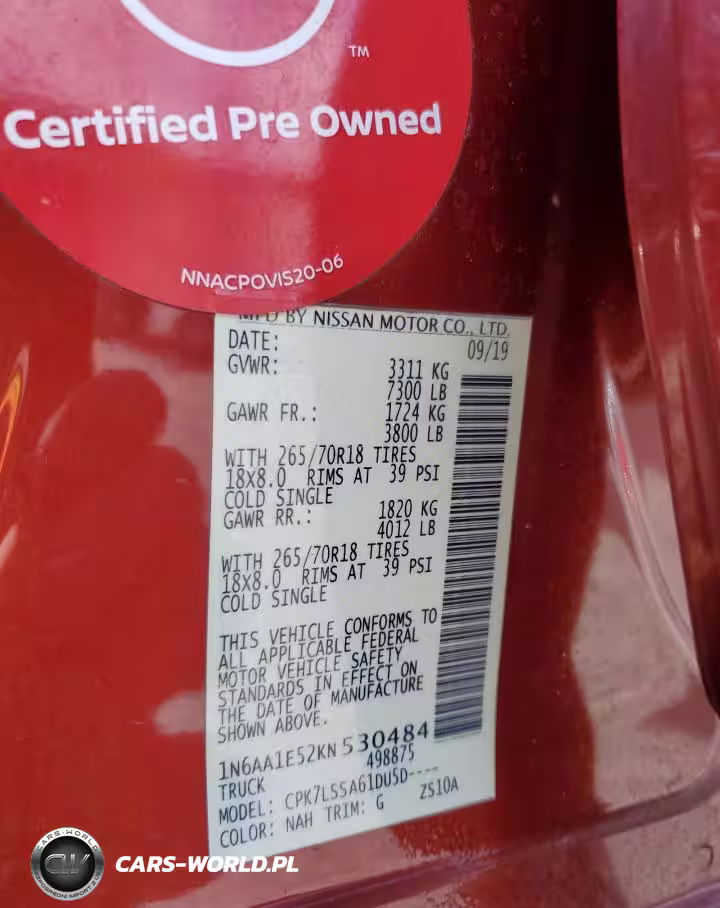 TM
Certified Pre Owned
NNACPOVIS20-06
MFD BY NISSAN MOTOR CO., LTD.
DATE: 09/19
GVWR: 3311 KG
7300 LB
GAWR FR.: 1724 KG
3800 LB
WITH 265/70R18 TIRES
18X8.0 RIMS AT 39 PSI
COLD SINGLE
GAWR RR.: 1820 KG
4012 LB
WITH 265/70R18 TIRES
18X8.0 RIMS AT 39 PSI
COLD SINGLE
THIS VEHICLE CONFORMS TO
ALL APPLICABLE FEDERAL
MOTOR VEHICLE SAFETY
STANDARDS IN EFFECT ON
THE DATE OF MANUFACTURE
SHOWN ABOVE.
1N6AA1E52KN530484
TRUCK 498875
MODEL: CPK7LSSA61DU5D----
COLOR: NAH TRIM: G ZS10A
CARS-WORLD
CW
CARS-WORLD.PL